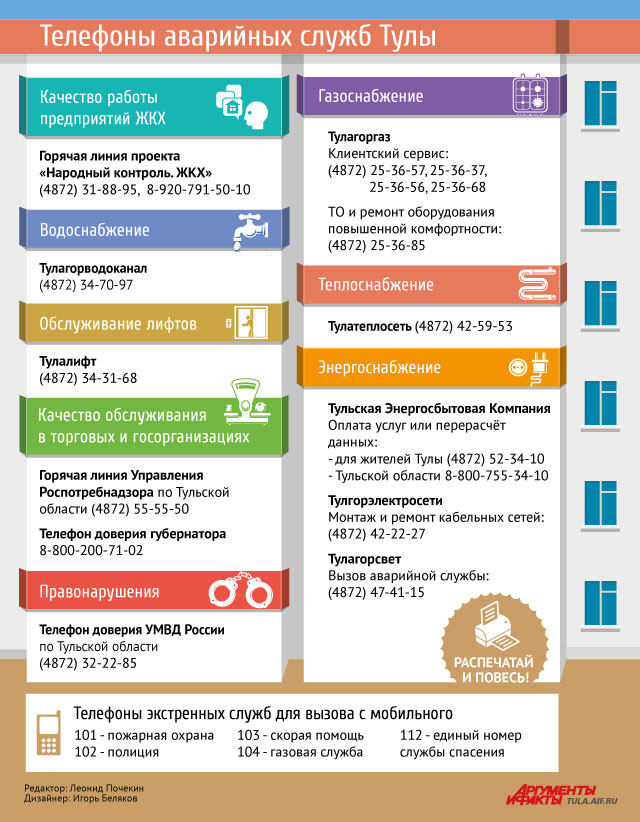 Телефоны аварийных служб Тулы
Качество работы
предприятий ЖКХ
Горячая линия проекта
«Народный контроль. ЖКХ»
(4872) 31-88-95, 8-920-791-50-10
Водоснабжение
Тулагорводоканал
(4872) 34-70-97
Обслуживание лифтов
Тулалифт
(4872) 34-31-68
Качество обслуживания
в торговых и госорганизациях
Горячая линия Управления
Роспотребнадзора по Тульской
области (4872) 55-55-50
Телефон доверия губернатора
8-800-200-71-02
Правонарушения
Телефон доверия УМВД России
по Тульской области
(4872) 32-22-85
Газоснабжение
Тулагоргаз
Клиентский сервис:
(4872) 25-36-57, 25-36-37,
25-36-56, 25-36-68
ТО и ремонт оборудования
повышенной комфортности:
(4872) 25-36-85
Теплоснабжение
Тулатеплосеть (4872) 42-59-53
Энергоснабжение
Тульская Энергосбытовая Компания
Оплата услуг или перерасчёт
данных:
- для жителей Тулы (4872) 52-34-10
- Тульской области 8-800-755-34-10
Тулгорэлектросети
Монтаж и ремонт кабельных сетей:
(4872) 42-22-27
Тулагорсвет
Вызов аварийной службы:
(4872) 47-41-15
РАСПЕЧАТАЙ
И ПОВЕСЬ!
Телефоны экстренных служб для вызова с мобильного
101 - пожарная охрана
102 - полиция
103 - скорая помощь
104 - газовая служба
112 - единый номер
службы спасения
Редактор: Леонид Почекин
Дизайнер: Игорь Беляков
АРГУМЕНТЫ
И ФАКТЫ TULA.AIF.RU